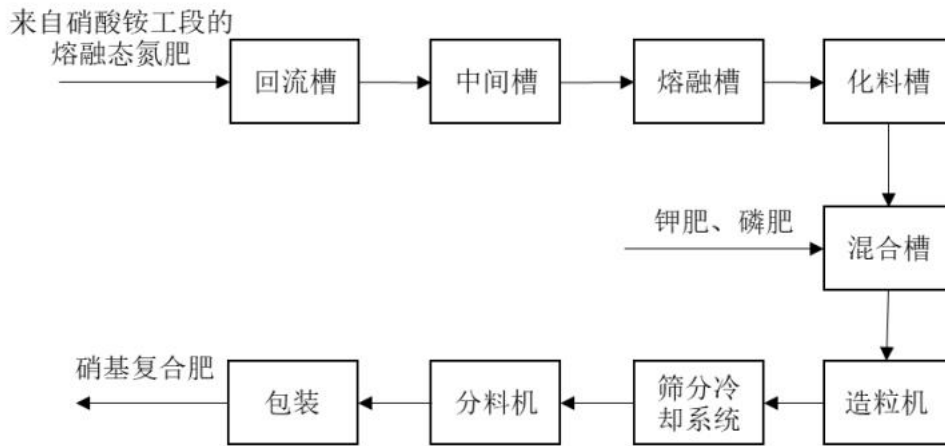 来自硝酸铵工段的
熔融态氮肥
回流槽
中间槽
熔融槽
化料槽
钾肥、磷肥
混合槽
硝基复合肥
包装
分料机
筛分冷
却系统
造粒机